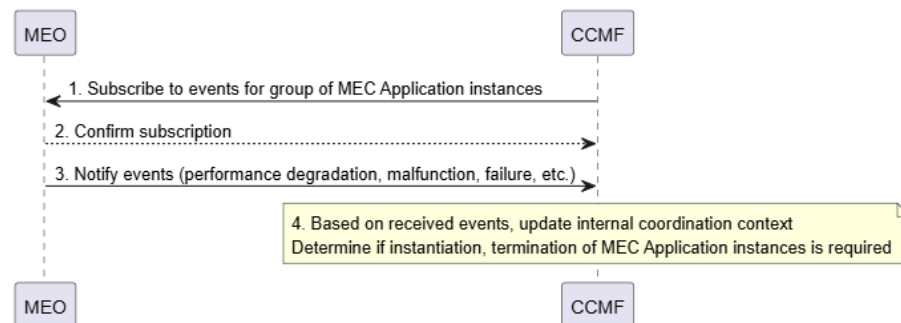 MEO
CCMF
1. Subscribe to events for group of MEC Application instances
2. Confirm subscription
3. Notify events (performance degradation, malfunction, failure, etc.)
4. Based on received events, update internal coordination context
Determine if instantiation, termination of MEC Application instances is required
MEO
CCMF